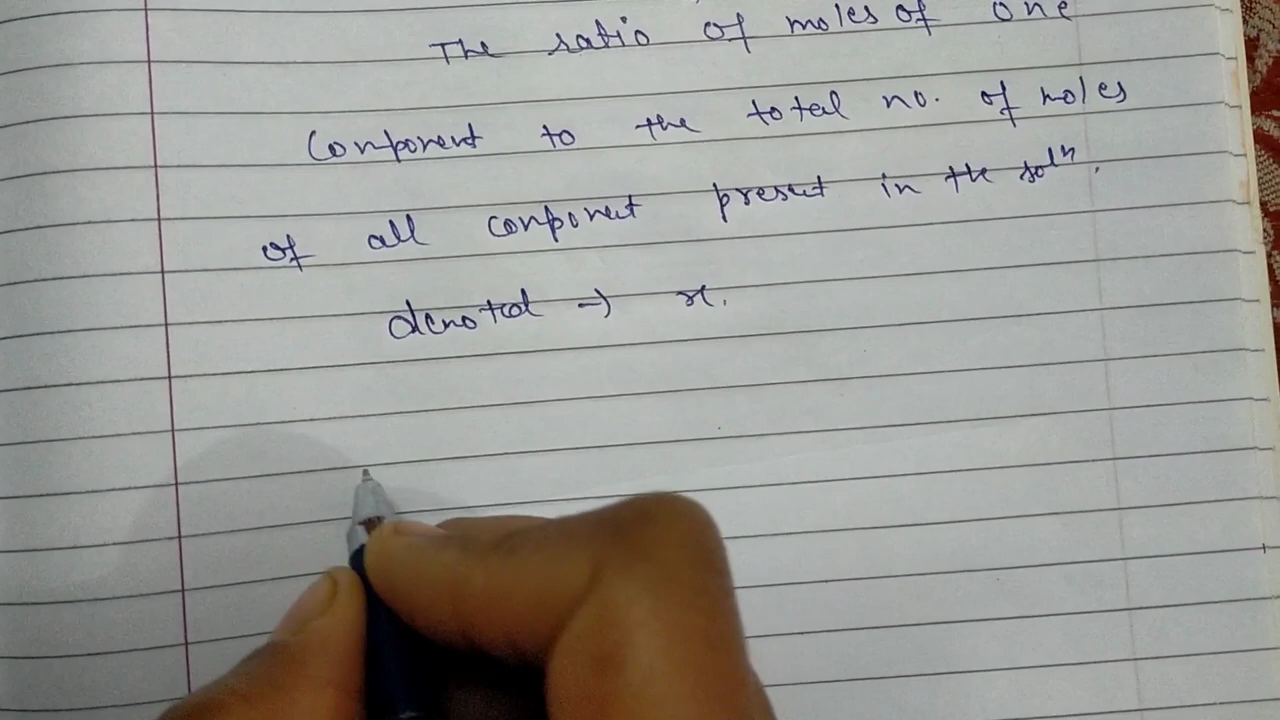 The ratio of moles of one
Component to the total no. of moles
of all component present in the solⁿ.
denoted → x.